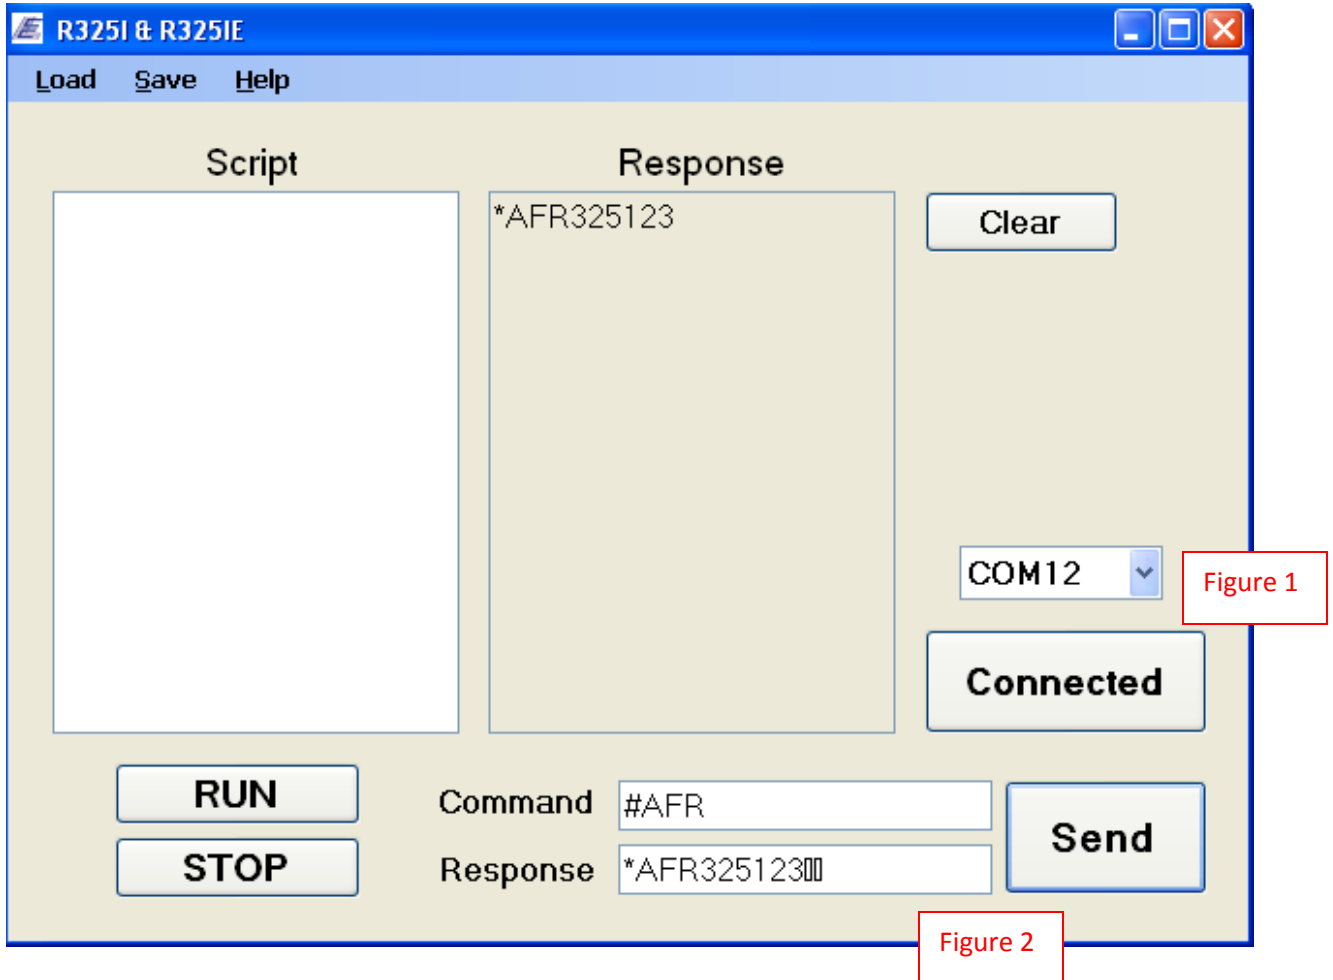 R325I & R325IE
Load Save Help
Script
Response
*AFR325123
Clear
COM12
Figure 1
Connected
RUN
STOP
Command
#AFR
Response
*AFR325123▯▯
Send
Figure 2